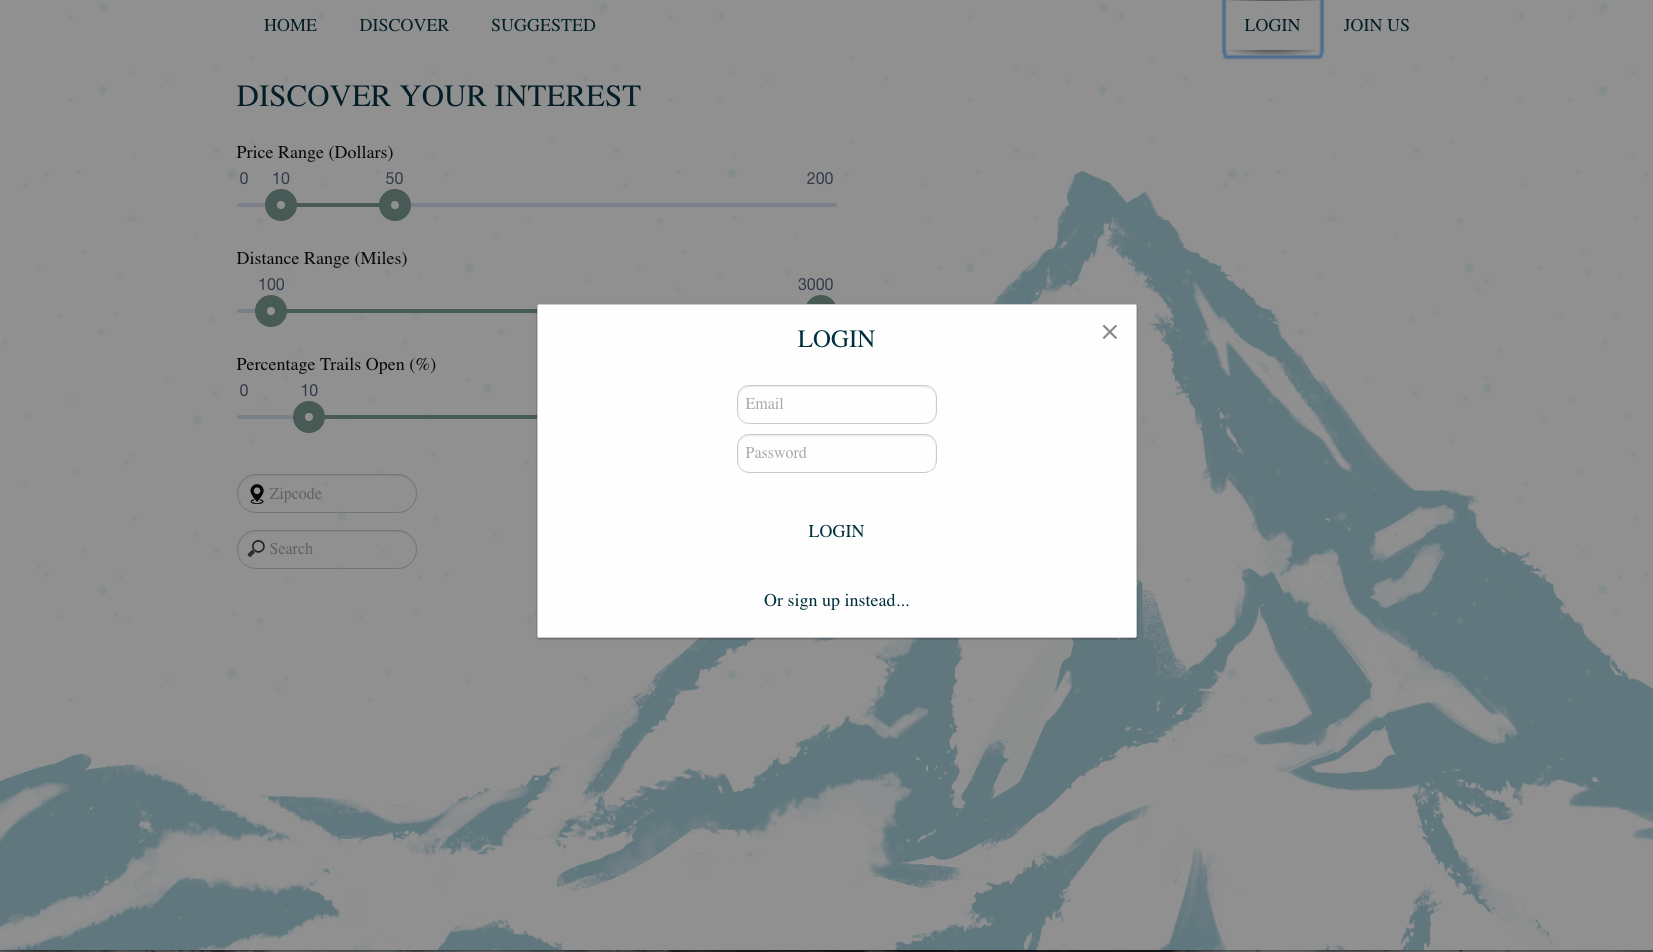 HOME DISCOVER SUGGESTED LOGIN JOIN US
DISCOVER YOUR INTEREST
Price Range (Dollars)
0 10 50 200
Distance Range (Miles)
100 3000
Percentage Trails Open (%)
0 10
Zipcode
Search
LOGIN
Email
Password
LOGIN
Or sign up instead...